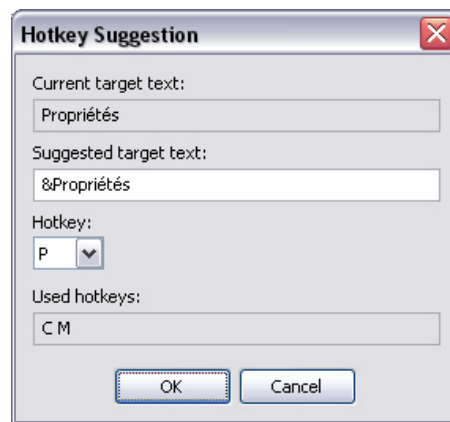 Hotkey Suggestion
Current target text:
Propriétés
Suggested target text:
&Propriétés
Hotkey:
P
Used hotkeys:
C M
OK Cancel